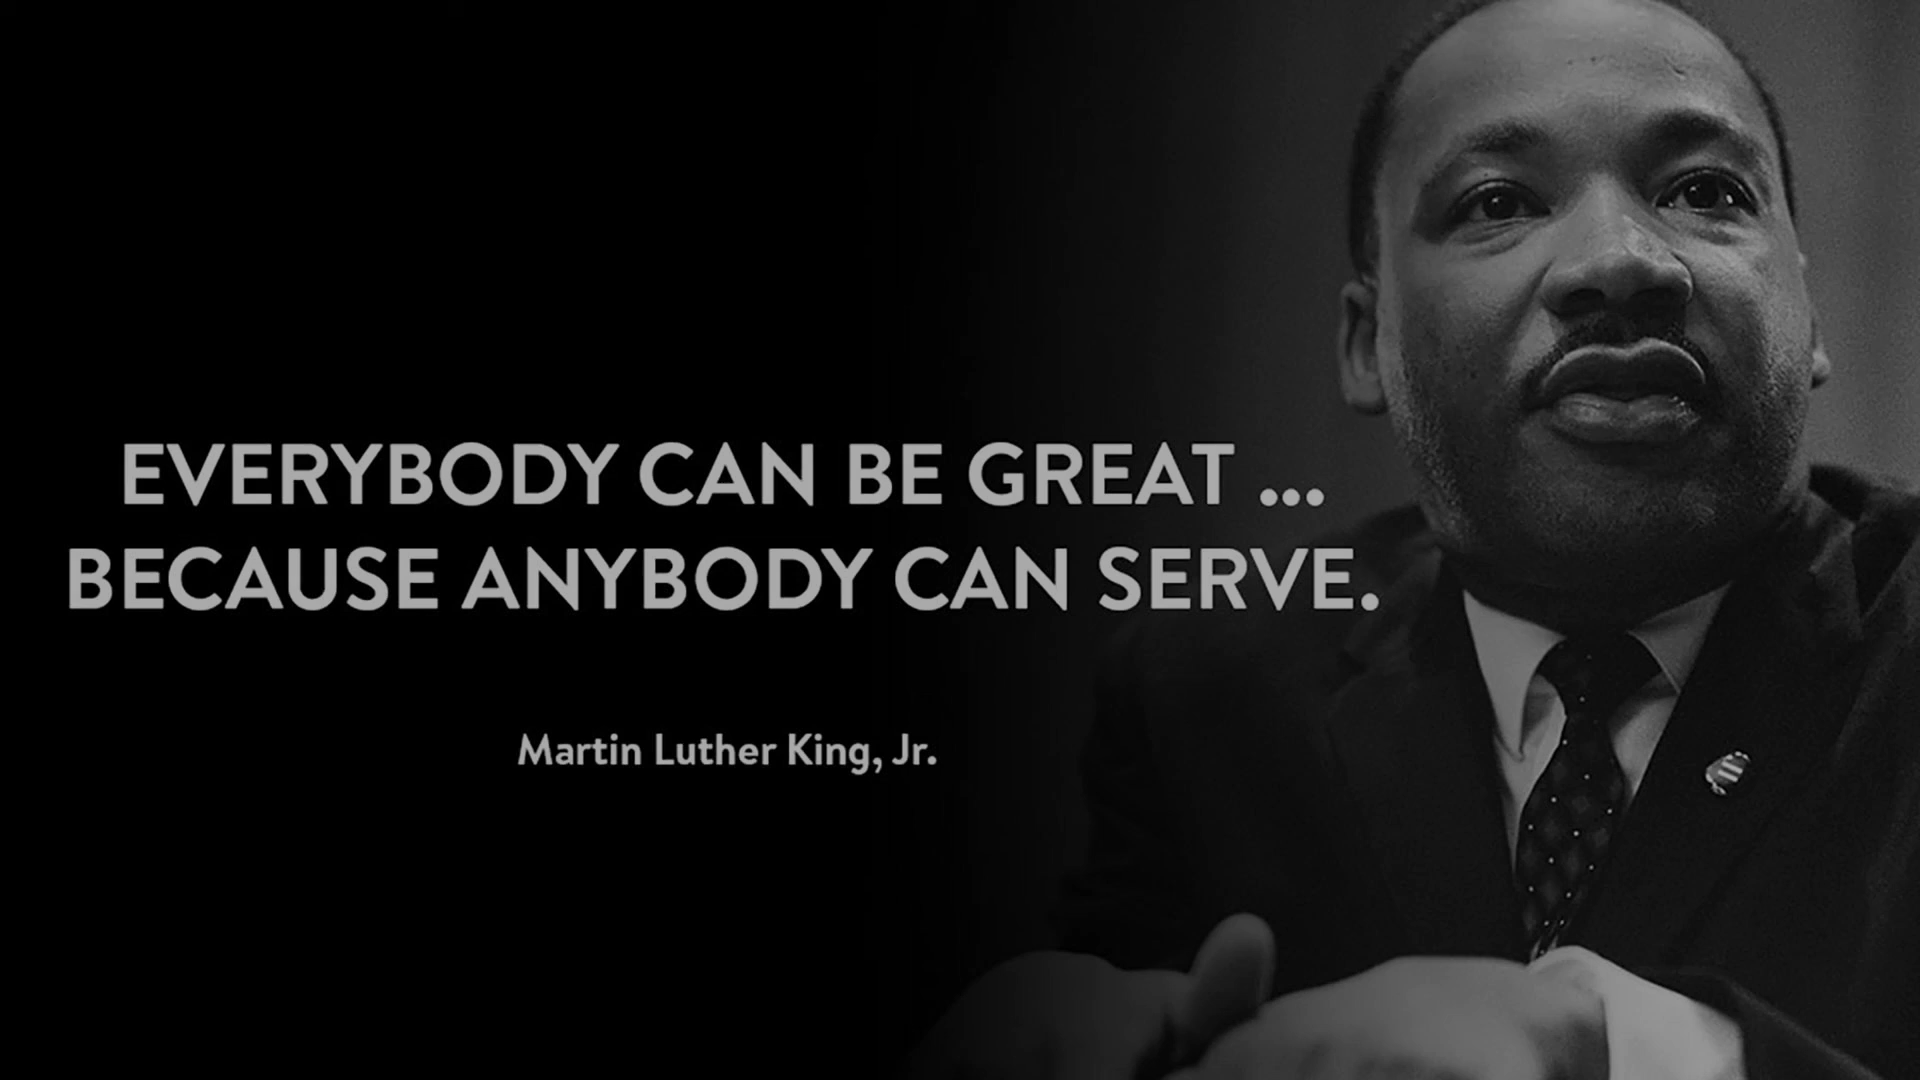 EVERYBODY CAN BE GREAT ...
BECAUSE ANYBODY CAN SERVE.
Martin Luther King, Jr.